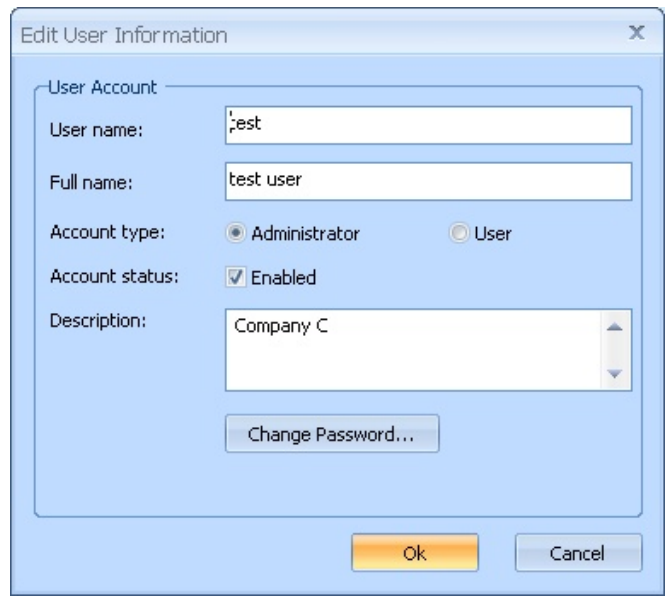 Edit User Information
User Account
User name: test
Full name: test user
Account type: Administrator User
Account status: Enabled
Description: Company C
Change Password...
Ok Cancel